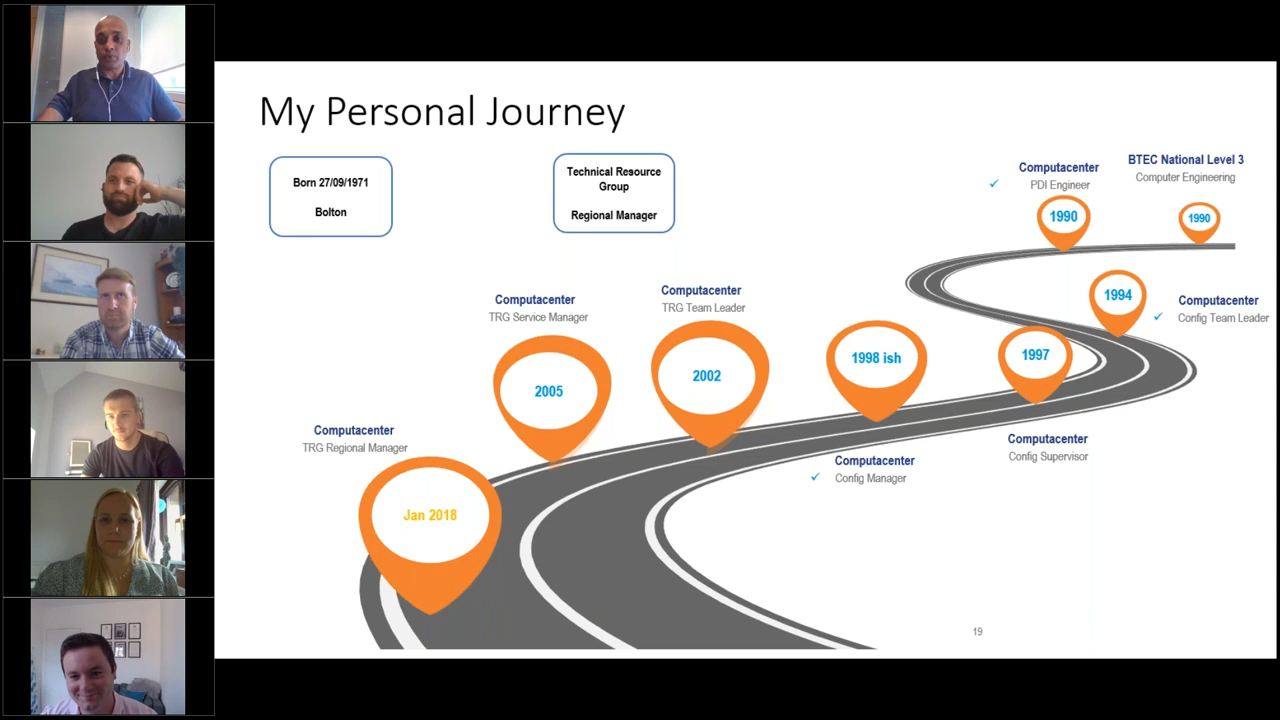 My Personal Journey
Born 27/09/1971
Bolton
Technical Resource
Group
Regional Manager
Computacenter
PDI Engineer
1990
BTEC National Level 3
Computer Engineering
1990
1994
Computacenter
Config Team Leader
1997
Computacenter
Config Supervisor
1998 ish
Computacenter
Config Manager
Computacenter
TRG Team Leader
2002
Computacenter
TRG Service Manager
2005
Computacenter
TRG Regional Manager
Jan 2018
19